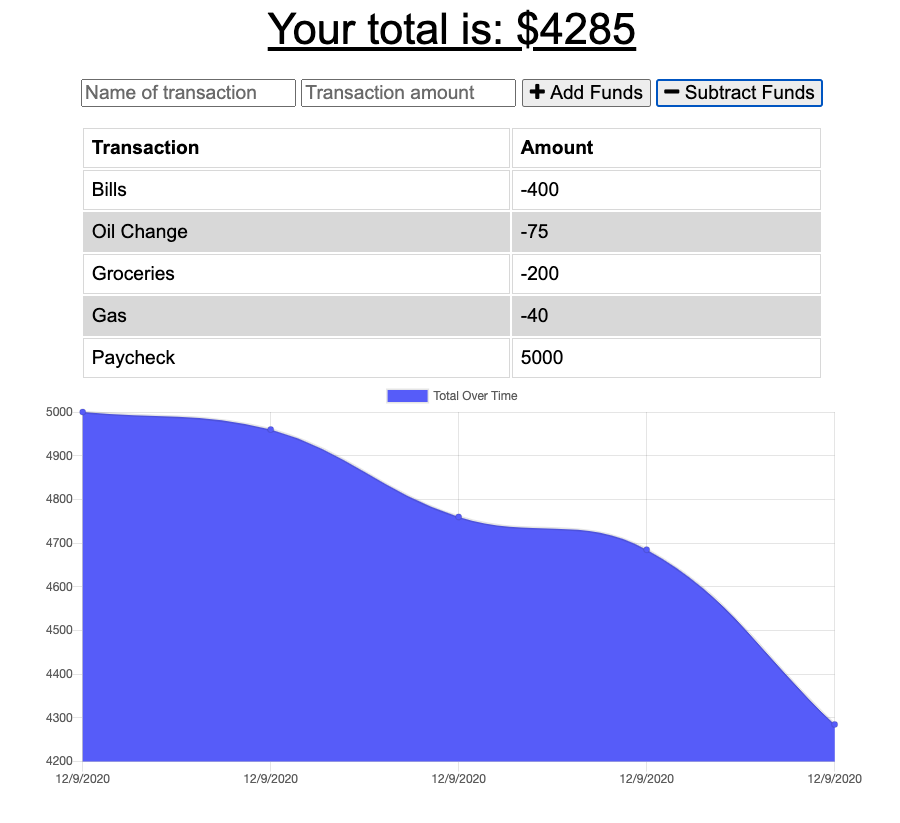 Your total is: $4285
Name of transaction Transaction amount + Add Funds − Subtract Funds
Transaction Amount
Bills -400
Oil Change -75
Groceries -200
Gas -40
Paycheck 5000
Total Over Time
5000
4900
4800
4700
4600
4500
4400
4300
4200
12/9/2020 12/9/2020 12/9/2020 12/9/2020 12/9/2020